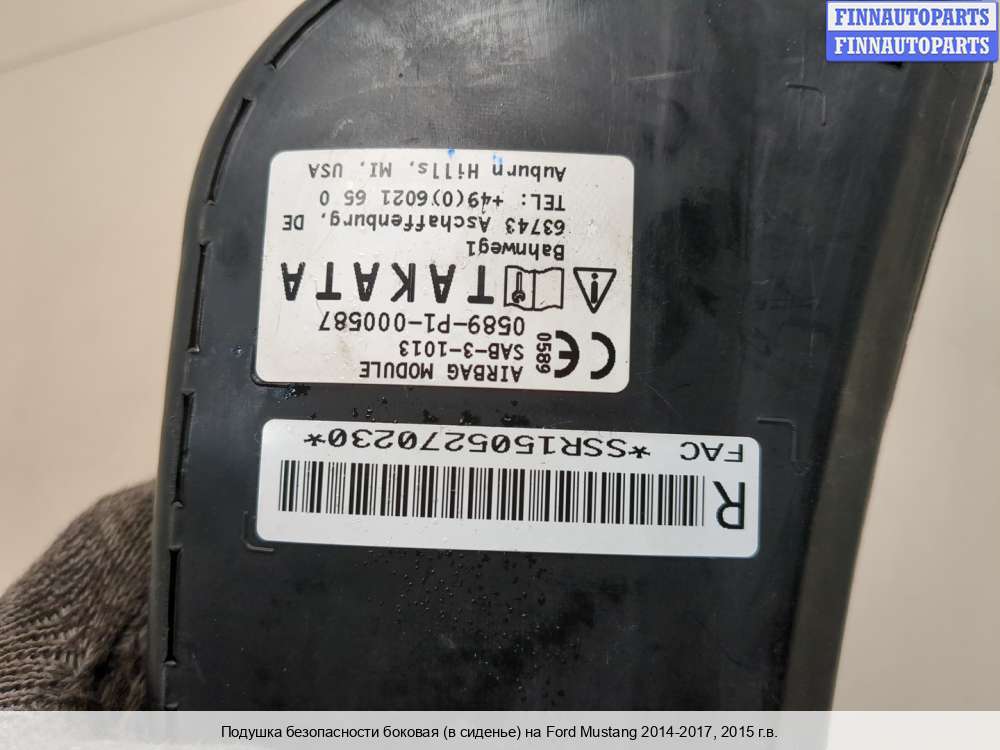 FINNAUTOPARTS
FINNAUTOPARTS
R
FAC *SSR1505270230*
AIRBAG MODULE
SAB-3-1013
0589-P1-000587
CE 0589
TAKATA
Bahnweg1
63743 Aschaffenburg, DE
TEL: +49(0)6021 65 0
Auburn Hills, MI, USA
Подушка безопасности боковая (в сиденье) на Ford Mustang 2014-2017, 2015 г.в.